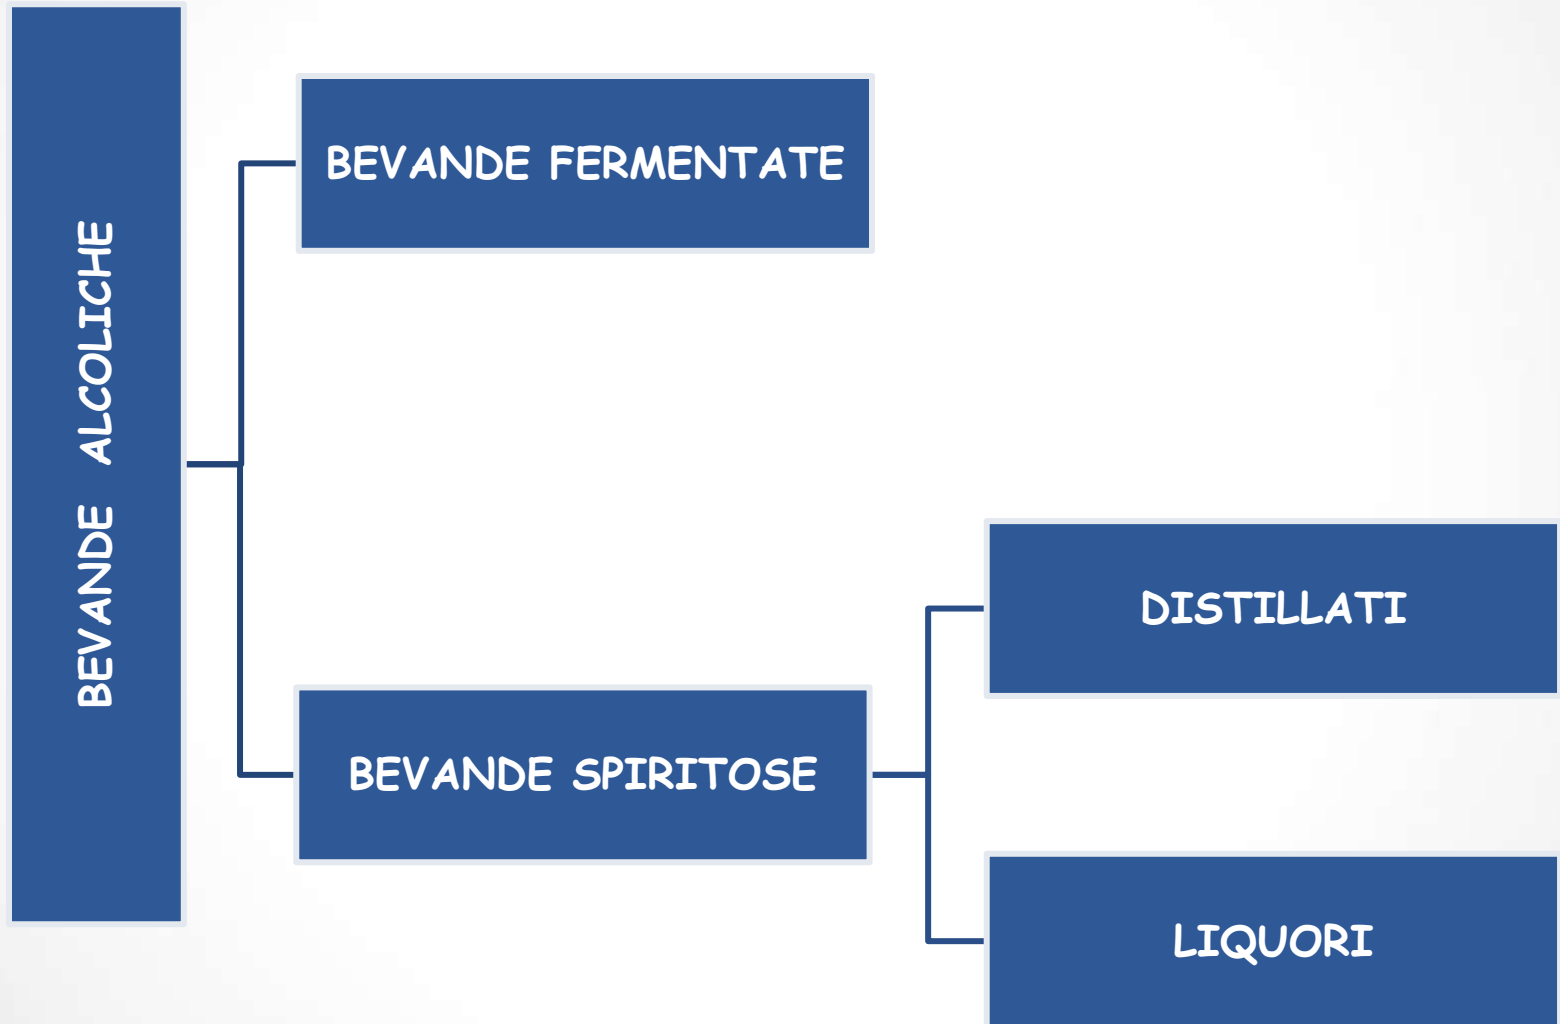 BEVANDE ALCOLICHE
BEVANDE FERMENTATE
BEVANDE SPIRITOSE
DISTILLATI
LIQUORI